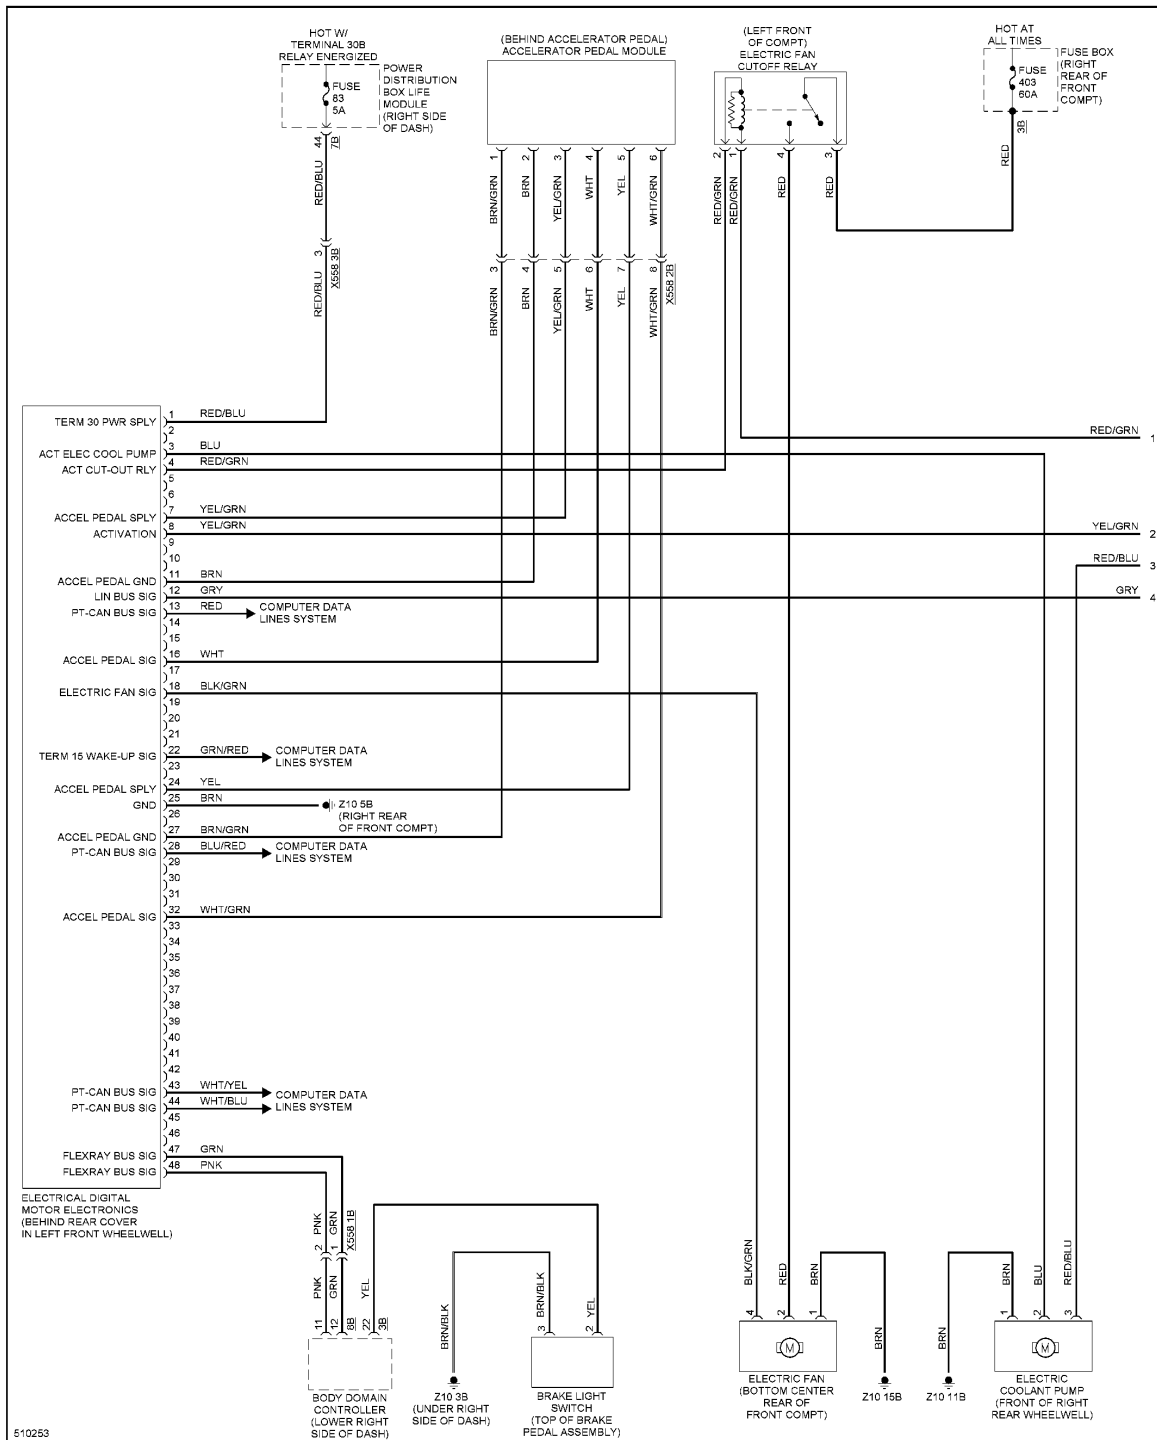 HOT W/
TERMINAL 30B
RELAY ENERGIZED
FUSE
83
5A
POWER
DISTRIBUTION
BOX LIFE
MODULE
(RIGHT SIDE
OF DASH)
44
7B
RED/BLU
3
X558 3B
RED/BLU
(BEHIND ACCELERATOR PEDAL)
ACCELERATOR PEDAL MODULE
1
2
3
4
5
6
BRN/GRN
BRN
YEL/GRN
WHT
YEL
WHT/GRN
3
4
5
6
7
8
X558 2B
BRN/GRN
BRN
YEL/GRN
WHT
YEL
WHT/GRN
(LEFT FRONT
OF COMPT)
ELECTRIC FAN
CUTOFF RELAY
2
1
4
3
RED/GRN
RED/GRN
RED
RED
HOT AT
ALL TIMES
FUSE
403
60A
FUSE BOX
(RIGHT
REAR OF
FRONT
COMPT)
3B
RED
TERM 30 PWR SPLY 1 RED/BLU
2
ACT ELEC COOL PUMP 3 BLU
ACT CUT-OUT RLY 4 RED/GRN
5
6
ACCEL PEDAL SPLY 7 YEL/GRN
ACTIVATION 8 YEL/GRN
9
10
ACCEL PEDAL GND 11 BRN
LIN BUS SIG 12 GRY
PT-CAN BUS SIG 13 RED
COMPUTER DATA
LINES SYSTEM
14
15
ACCEL PEDAL SIG 16 WHT
17
ELECTRIC FAN SIG 18 BLK/GRN
19
20
21
TERM 15 WAKE-UP SIG 22 GRN/RED
COMPUTER DATA
LINES SYSTEM
23
ACCEL PEDAL SPLY 24 YEL
GND 25 BRN
Z10 5B
(RIGHT REAR
OF FRONT COMPT)
26
ACCEL PEDAL GND 27 BRN/GRN
PT-CAN BUS SIG 28 BLU/RED
COMPUTER DATA
LINES SYSTEM
29
30
31
ACCEL PEDAL SIG 32 WHT/GRN
33
34
35
36
37
38
39
40
41
42
PT-CAN BUS SIG 43 WHT/YEL
PT-CAN BUS SIG 44 WHT/BLU
COMPUTER DATA
LINES SYSTEM
45
46
FLEXRAY BUS SIG 47 GRN
FLEXRAY BUS SIG 48 PNK
ELECTRICAL DIGITAL
MOTOR ELECTRONICS
(BEHIND REAR COVER
IN LEFT FRONT WHEELWELL)
RED/GRN 1
YEL/GRN 2
RED/BLU 3
GRY 4
PNK
GRN
2
1
X558 1B
PNK
GRN
YEL
11
12
8B
22
3B
BODY DOMAIN
CONTROLLER
(LOWER RIGHT
SIDE OF DASH)
BRN/BLK
Z10 3B
(UNDER RIGHT
SIDE OF DASH)
BRN/BLK
YEL
3
2
BRAKE LIGHT
SWITCH
(TOP OF BRAKE
PEDAL ASSEMBLY)
BLK/GRN
RED
BRN
4
2
1
M
ELECTRIC FAN
(BOTTOM CENTER
REAR OF
FRONT COMPT)
BRN
Z10 15B
BRN
Z10 11B
BRN
BLU
RED/BLU
1
2
3
M
ELECTRIC
COOLANT PUMP
(FRONT OF RIGHT
REAR WHEELWELL)
510253